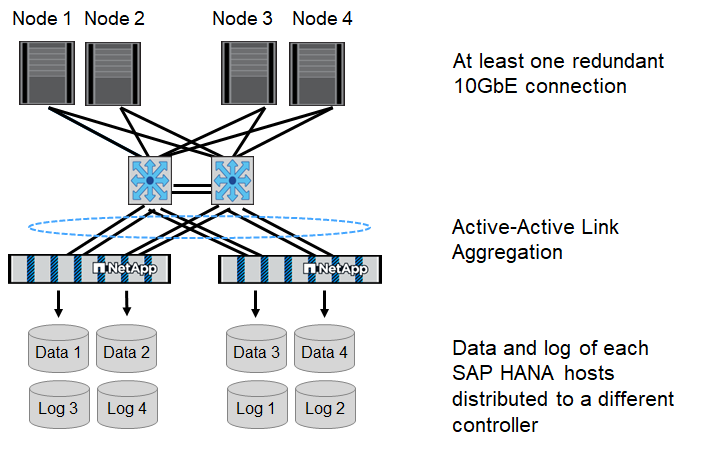 Node 1 Node 2 Node 3 Node 4
At least one redundant
10GbE connection
Active-Active Link
Aggregation
NetApp NetApp
Data 1 Data 2 Data 3 Data 4
Log 3 Log 4 Log 1 Log 2
Data and log of each
SAP HANA hosts
distributed to a different
controller